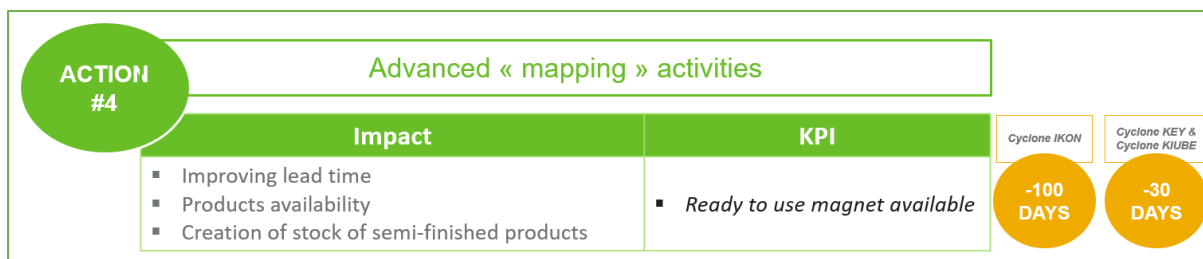 ACTION
#4
Advanced « mapping » activities
Impact
KPI
Cyclone IKON
Cyclone KEY &
Cyclone KIUBE
▪ Improving lead time
▪ Products availability
▪ Creation of stock of semi-finished products
▪ Ready to use magnet available
-100
DAYS
-30
DAYS